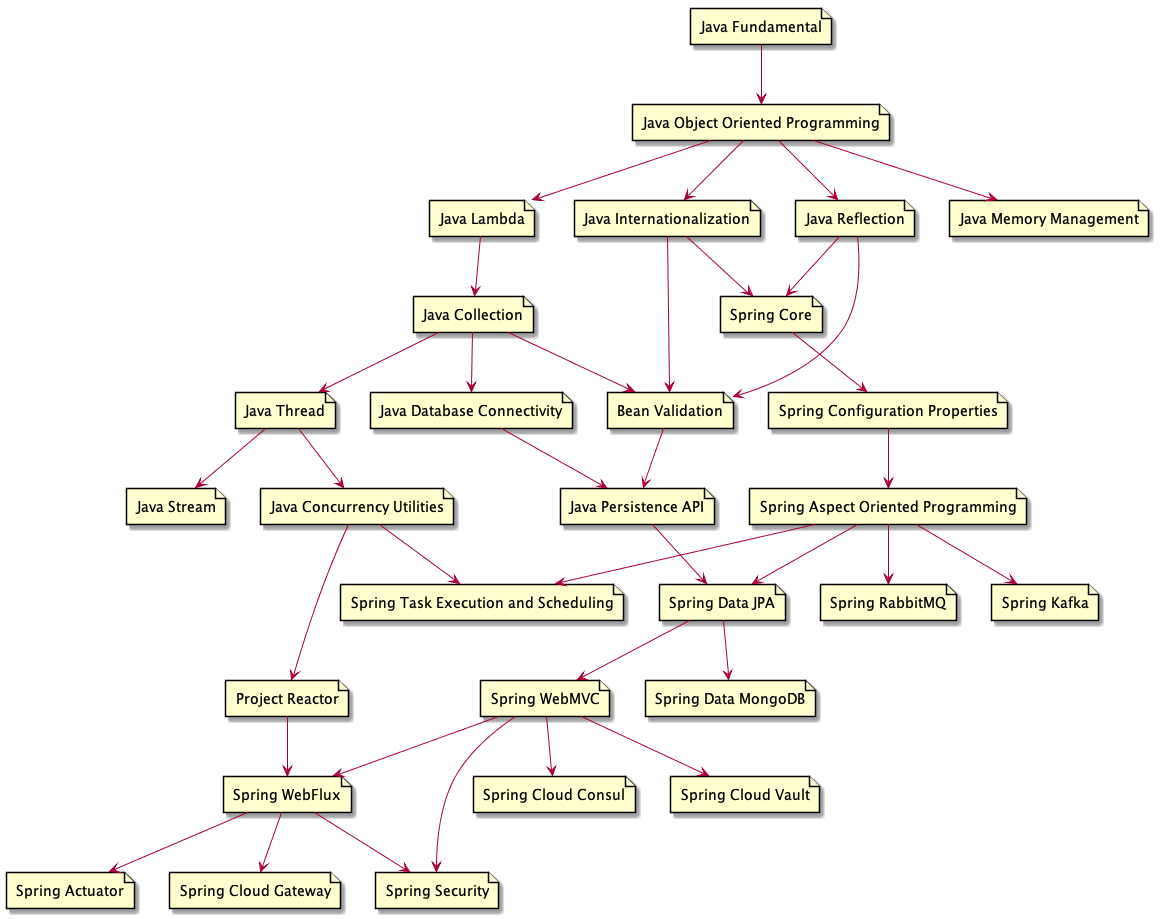 Java Fundamental
Java Object Oriented Programming
Java Lambda
Java Internationalization
Java Reflection
Java Memory Management
Java Collection
Spring Core
Java Thread
Java Database Connectivity
Bean Validation
Spring Configuration Properties
Java Stream
Java Concurrency Utilities
Java Persistence API
Spring Aspect Oriented Programming
Spring Task Execution and Scheduling
Spring Data JPA
Spring RabbitMQ
Spring Kafka
Project Reactor
Spring WebMVC
Spring Data MongoDB
Spring WebFlux
Spring Cloud Consul
Spring Cloud Vault
Spring Actuator
Spring Cloud Gateway
Spring Security